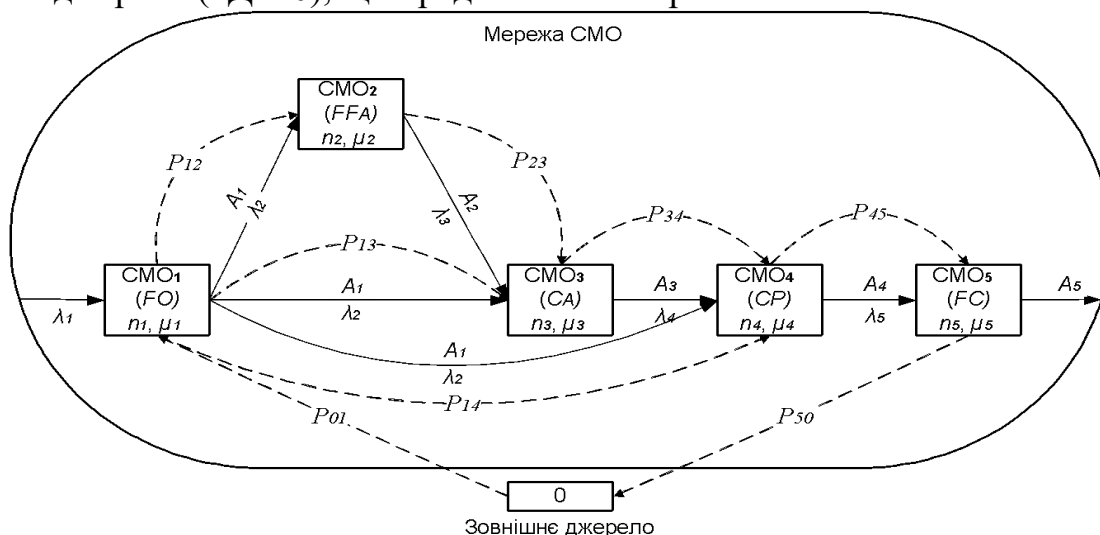 Мережа СМО
СМО2
(FFA)
n2, μ2
P12
P23
A1
λ2
A2
λ3
P13
P34
P45
λ1
СМО1
(FO)
n1, μ1
A1
λ2
СМО3
(CA)
n3, μ3
A3
λ4
СМО4
(CP)
n4, μ4
A4
λ5
СМО5
(FC)
n5, μ5
A5
A1
λ2
P14
P01
P50
0
Зовнішнє джерело